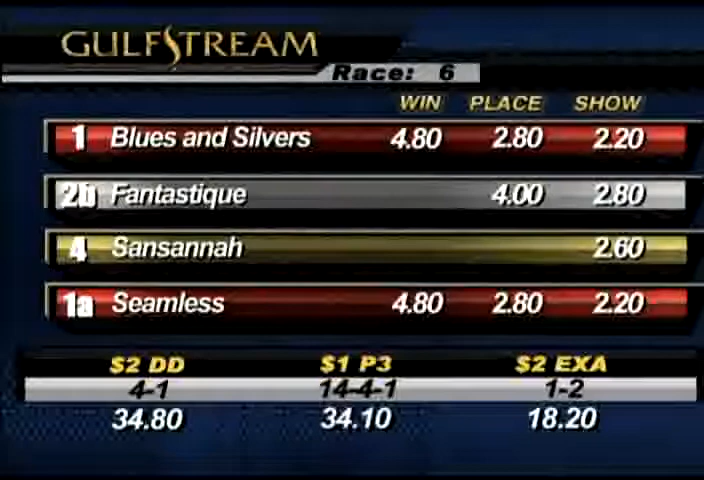 GULFSTREAM
Race: 6
WIN PLACE SHOW
1 Blues and Silvers 4.80 2.80 2.20
2b Fantastique 4.00 2.80
4 Sansannah 2.60
1a Seamless 4.80 2.80 2.20
$2 DD $1 P3 $2 EXA
4-1 14-4-1 1-2
34.80 34.10 18.20